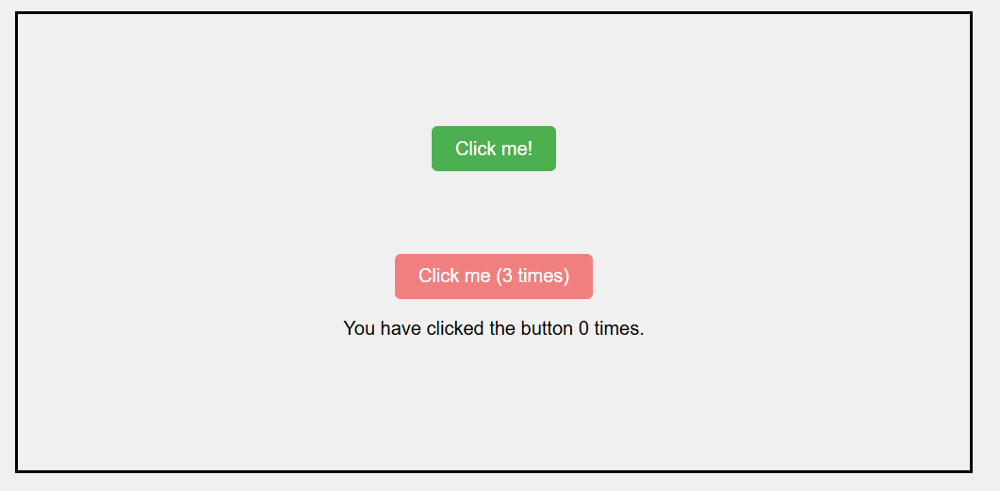 Click me!
Click me (3 times)
You have clicked the button 0 times.